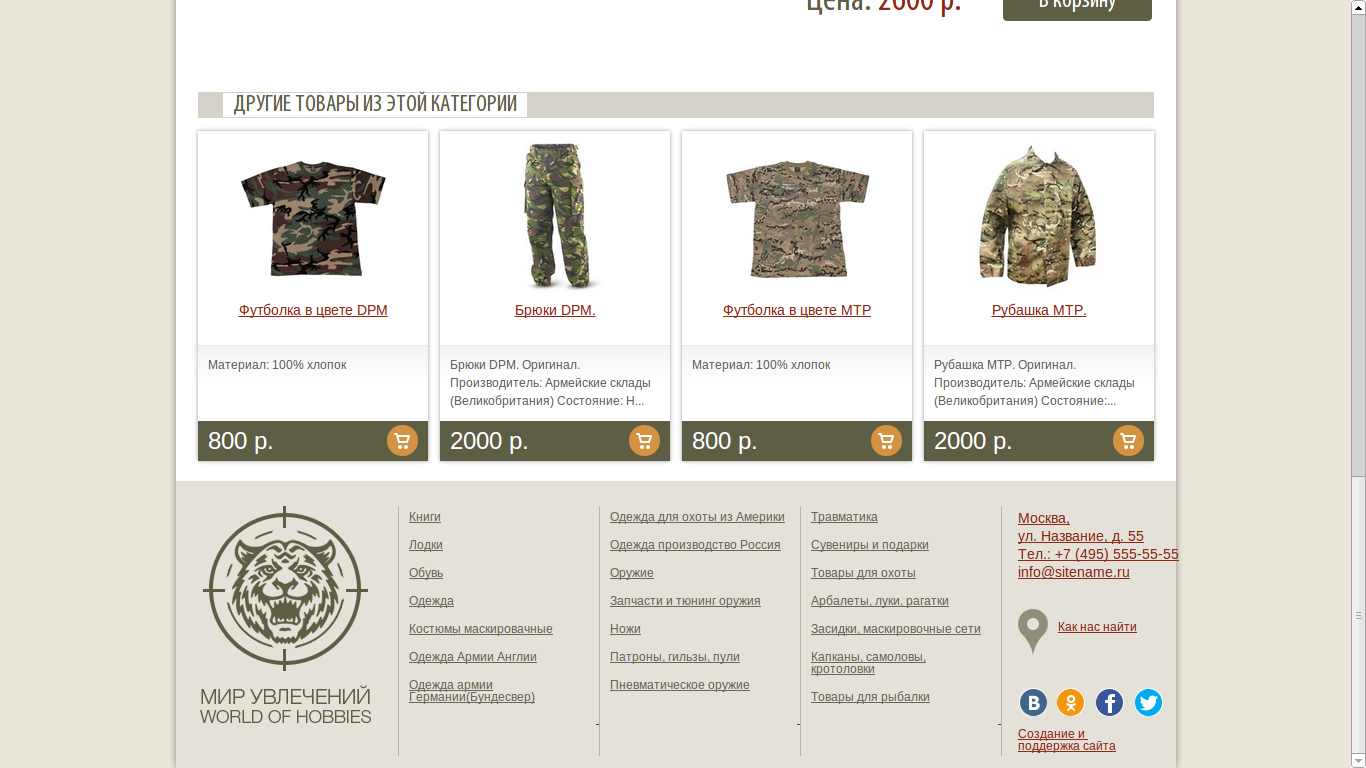 Цена: 2600 р.
В корзину
ДРУГИЕ ТОВАРЫ ИЗ ЭТОЙ КАТЕГОРИИ
Футболка в цвете DPM
Брюки DPM.
Футболка в цвете MTP
Рубашка MTP.
Материал: 100% хлопок
Брюки DPM. Оригинал.
Производитель: Армейские склады
(Великобритания) Состояние: Н...
Материал: 100% хлопок
Рубашка MTP. Оригинал.
Производитель: Армейские склады
(Великобритания) Состояние:...
800 р.
2000 р.
800 р.
2000 р.
МИР УВЛЕЧЕНИЙ
WORLD OF HOBBIES
Книги
Лодки
Обувь
Одежда
Костюмы маскировачные
Одежда Армии Англии
Одежда армии
Германии(Бундесвер)
Одежда для охоты из Америки
Одежда производство Россия
Оружие
Запчасти и тюнинг оружия
Ножи
Патроны, гильзы, пули
Пневматическое оружие
Травматика
Сувениры и подарки
Товары для охоты
Арбалеты, луки, рагатки
Засидки, маскировочные сети
Капканы, самоловы,
кротоловки
Товары для рыбалки
Москва,
ул. Название, д. 55
Тел.: +7 (495) 555-55-55
info@sitename.ru
Как нас найти
Создание и
поддержка сайта